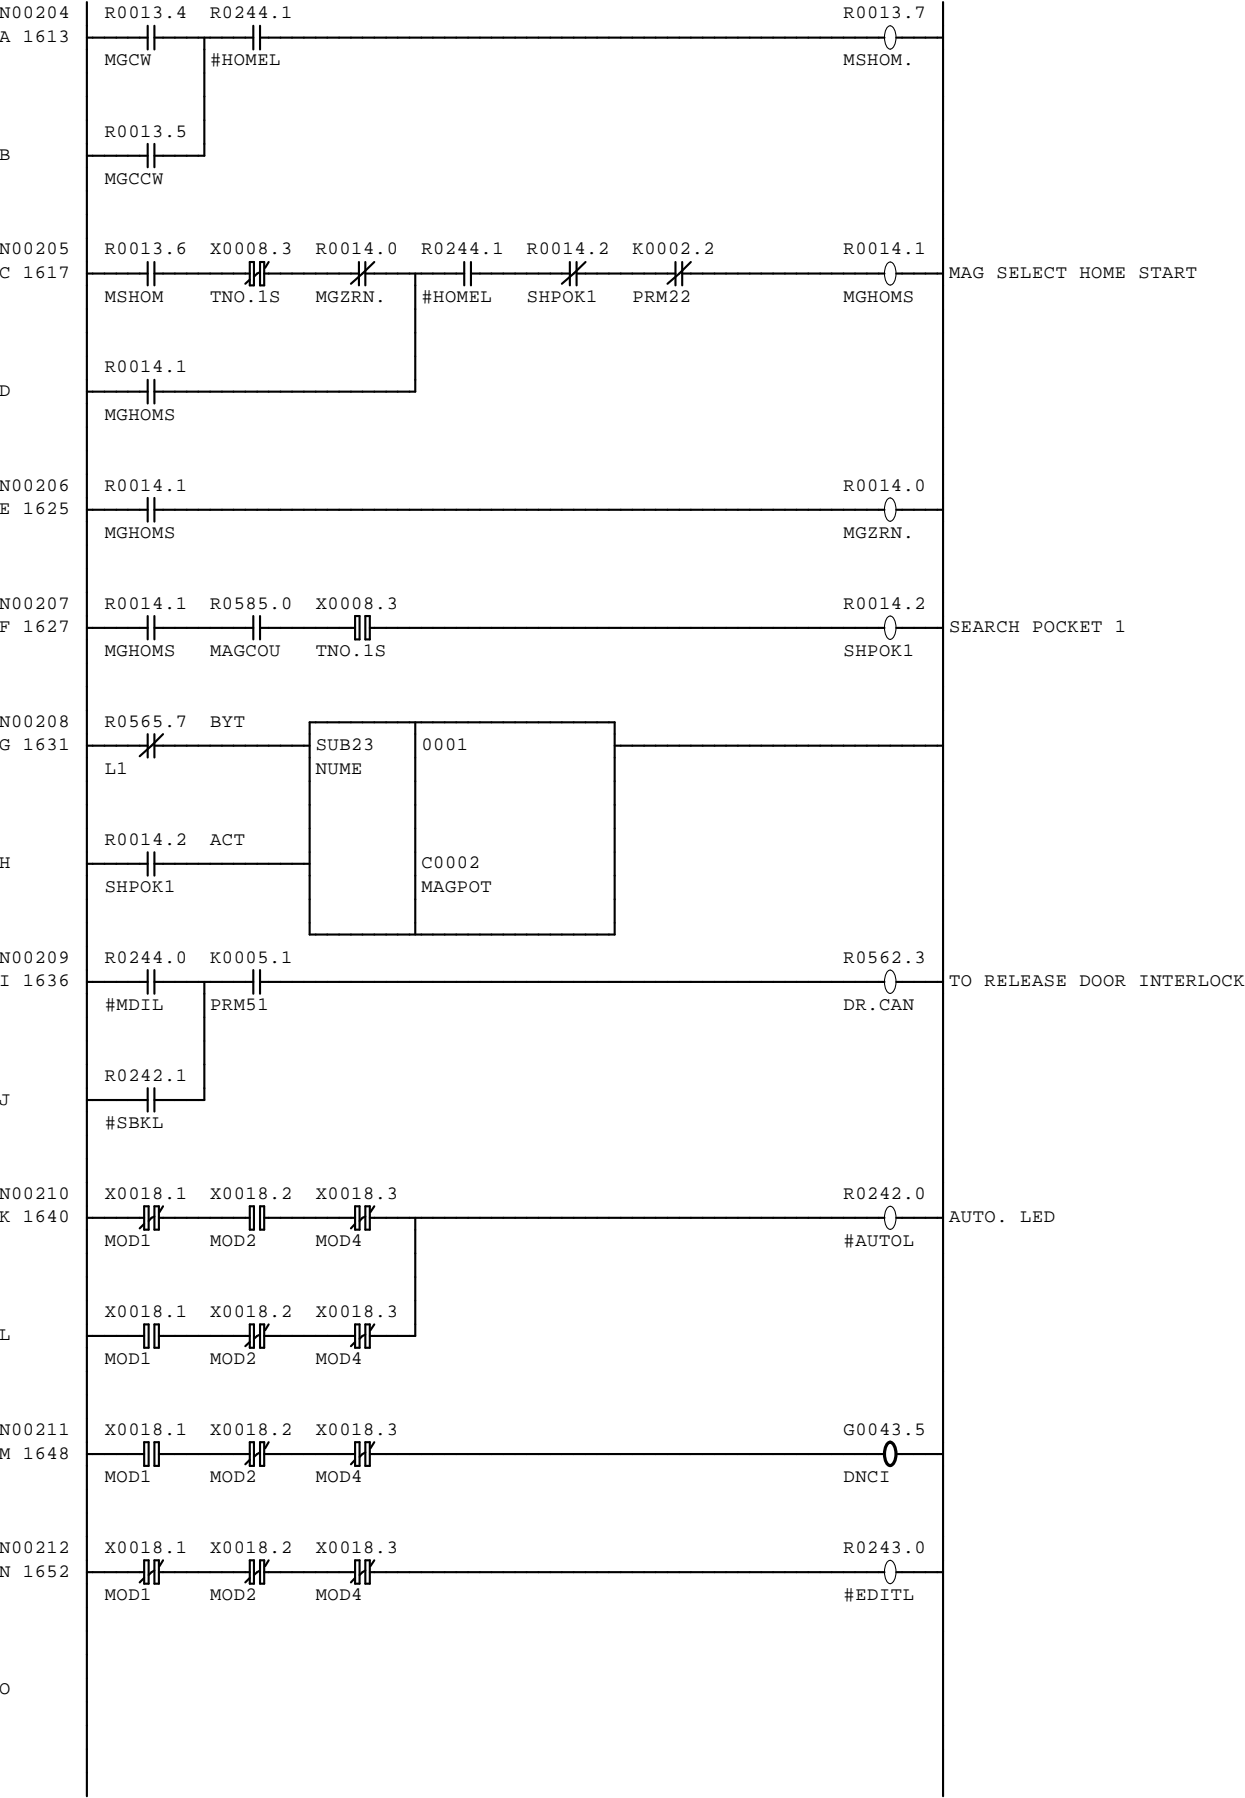 N00204 R0013.4 R0244.1 R0013.7
A 1613
MGCW #HOMEL MSHOM.
R0013.5
B
MGCCW
N00205 R0013.6 X0008.3 R0014.0 R0244.1 R0014.2 K0002.2 R0014.1
C 1617 MAG SELECT HOME START
MSHOM TNO.1S MGZRN. #HOMEL SHPOK1 PRM22 MGHOMS
R0014.1
D
MGHOMS
N00206 R0014.1 R0014.0
E 1625
MGHOMS MGZRN.
N00207 R0014.1 R0585.0 X0008.3 R0014.2
F 1627 SEARCH POCKET 1
MGHOMS MAGCOU TNO.1S SHPOK1
N00208 R0565.7 BYT
G 1631 SUB23 0001
L1 NUME
R0014.2 ACT
H C0002
SHPOK1 MAGPOT
N00209 R0244.0 K0005.1 R0562.3
I 1636 TO RELEASE DOOR INTERLOCK
#MDIL PRM51 DR.CAN
R0242.1
J
#SBKL
N00210 X0018.1 X0018.2 X0018.3 R0242.0
K 1640 AUTO. LED
MOD1 MOD2 MOD4 #AUTOL
X0018.1 X0018.2 X0018.3
L
MOD1 MOD2 MOD4
N00211 X0018.1 X0018.2 X0018.3 G0043.5
M 1648
MOD1 MOD2 MOD4 DNCI
N00212 X0018.1 X0018.2 X0018.3 R0243.0
N 1652
MOD1 MOD2 MOD4 #EDITL
O